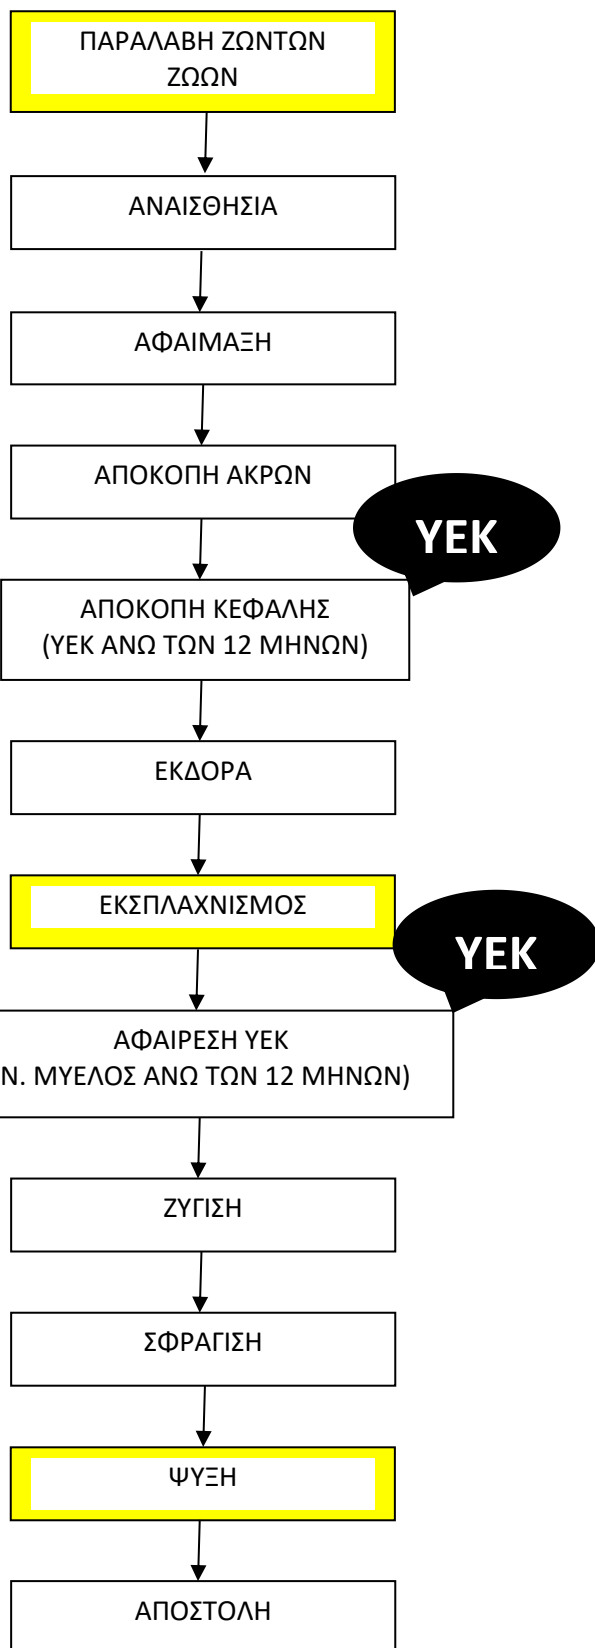 ΠΑΡΑΛΑΒΗ ΖΩΝΤΩΝ
ΖΩΩΝ
ΑΝΑΙΣΘΗΣΙΑ
ΑΦΑΙΜΑΞΗ
ΑΠΟΚΟΠΗ ΑΚΡΩΝ
ΥΕΚ
ΑΠΟΚΟΠΗ ΚΕΦΑΛΗΣ
(ΥΕΚ ΑΝΩ ΤΩΝ 12 ΜΗΝΩΝ)
ΕΚΔΟΡΑ
ΕΚΣΠΛΑΧΝΙΣΜΟΣ
ΥΕΚ
ΑΦΑΙΡΕΣΗ ΥΕΚ
Ν. ΜΥΕΛΟΣ ΑΝΩ ΤΩΝ 12 ΜΗΝΩΝ)
ΖΥΓΙΣΗ
ΣΦΡΑΓΙΣΗ
ΨΥΞΗ
ΑΠΟΣΤΟΛΗ